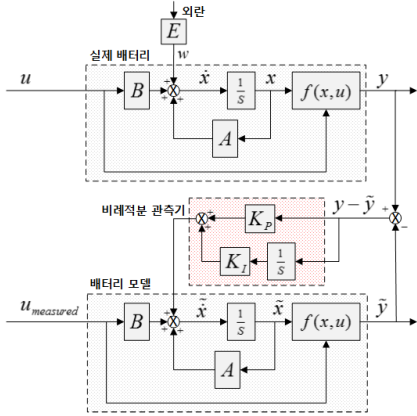 외란
E
실제 배터리
w
u
B
ẋ
1/s
x
f(x,u)
y
A
비례적분 관측기
K_P
y − ỹ
K_I
1/s
배터리 모델
u_measured
B
x̃̇
1/s
x̃
f(x,u)
ỹ
A